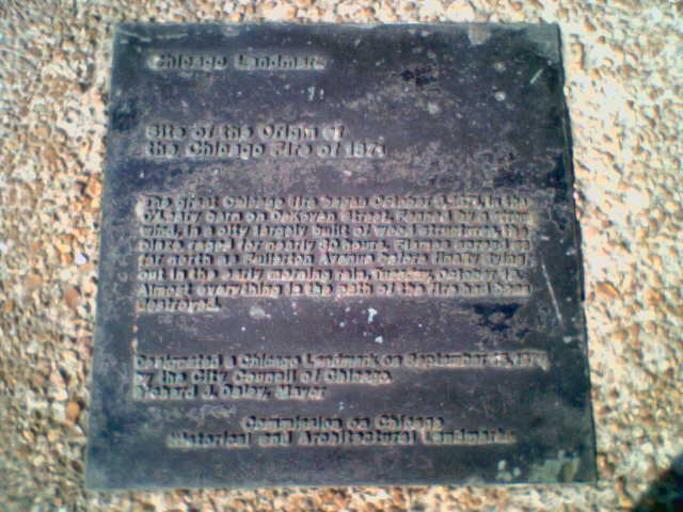 Chicago Landmark
Site of the Origin of
the Chicago Fire of 1871
The great Chicago fire began October 8, 1871, in the
O'Leary barn on DeKoven Street. Fanned by a
wind, in a city largely built of wood structures, the
blaze raged for nearly 30 hours. Flames spread as
far north as Fullerton Avenue before finally dying
out in the early morning rain, Tuesday, October 10.
Almost everything in the path of the fire had been
destroyed.
Designated a Chicago Landmark on September 15, 1971
by the City Council of Chicago.
Richard J. Daley, Mayor
Commission on Chicago
Historical and Architectural Landmarks